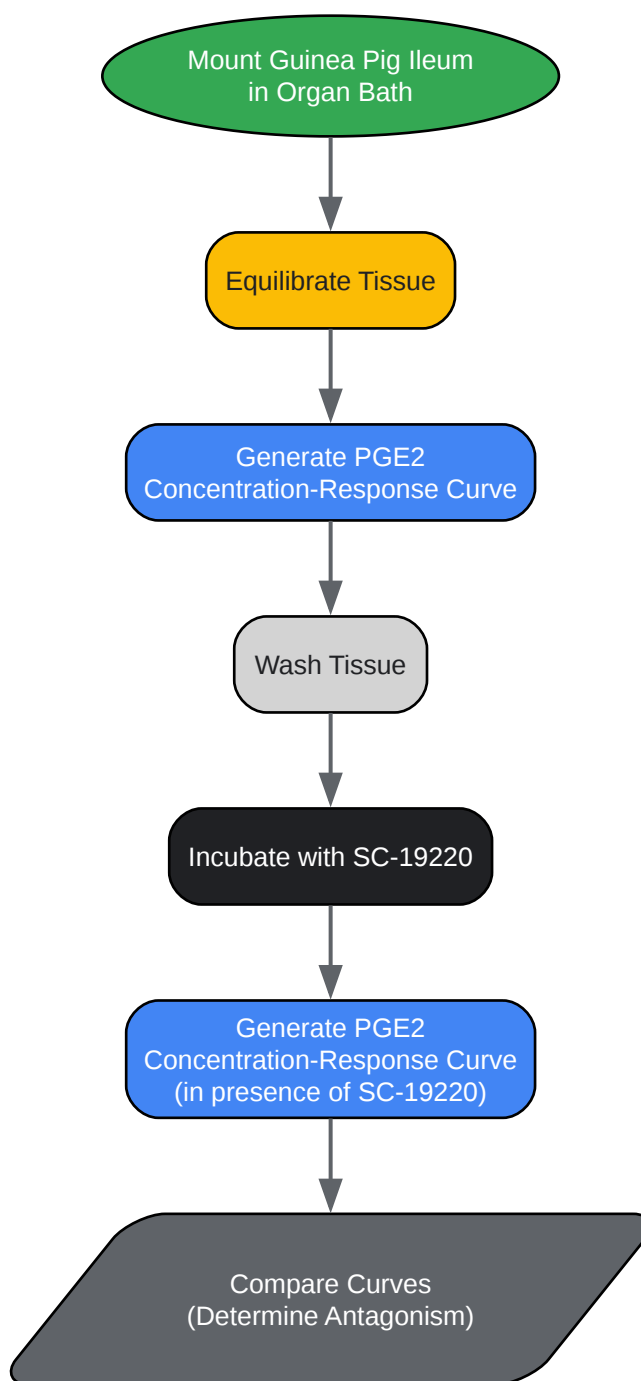 Mount Guinea Pig Ileum
in Organ Bath
Equilibrate Tissue
Generate PGE2
Concentration-Response Curve
Wash Tissue
Incubate with SC-19220
Generate PGE2
Concentration-Response Curve
(in presence of SC-19220)
Compare Curves
(Determine Antagonism)